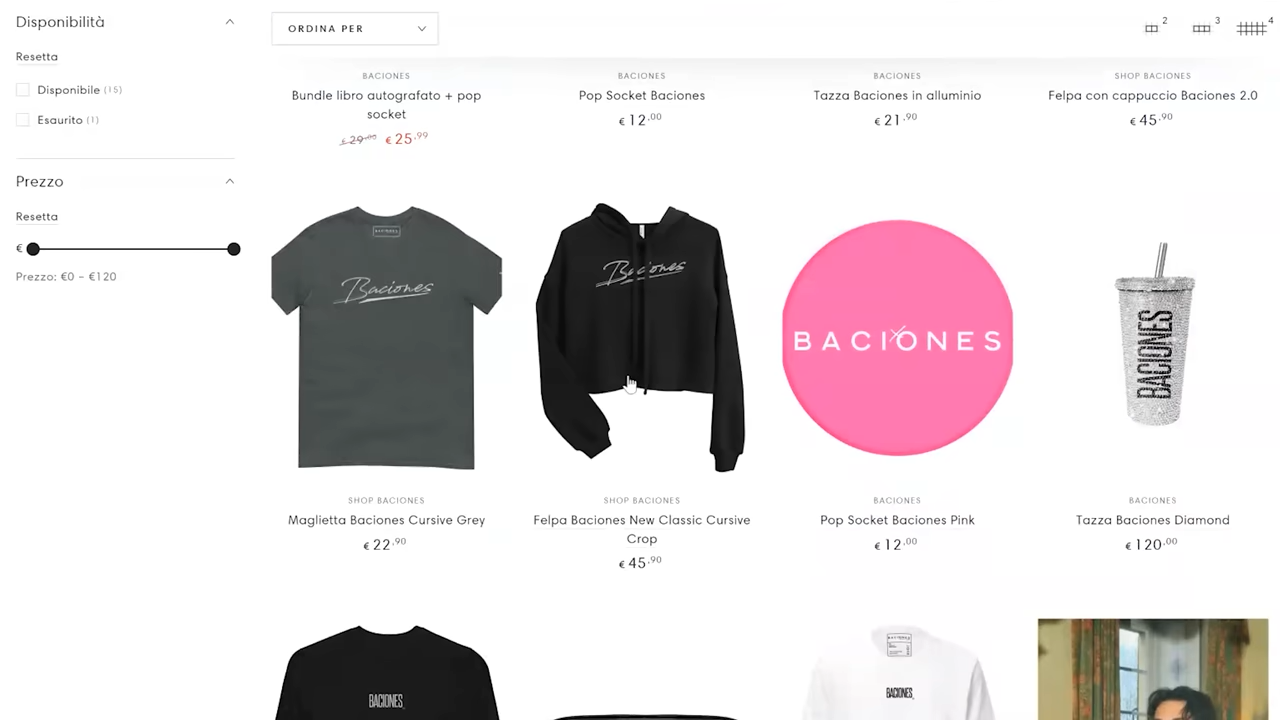 Disponibilità
Resetta
Disponibile (15)
Esaurito (1)
Prezzo
Resetta
€
Prezzo: €0 – €120
ORDINA PER
2
3
4
BACIONES
Bundle libro autografato + pop
socket
€ 29,00 € 25,99
BACIONES
Pop Socket Baciones
€ 12,00
BACIONES
Tazza Baciones in alluminio
€ 21,90
SHOP BACIONES
Felpa con cappuccio Baciones 2.0
€ 45,90
BACIONES
Baciones
Baciones
BACIONES
BACIONES
SHOP BACIONES
Maglietta Baciones Cursive Grey
€ 22,90
SHOP BACIONES
Felpa Baciones New Classic Cursive
Crop
€ 45,90
BACIONES
Pop Socket Baciones Pink
€ 12,00
BACIONES
Tazza Baciones Diamond
€ 120,00
BACIONES
BACIONES
BACIONES